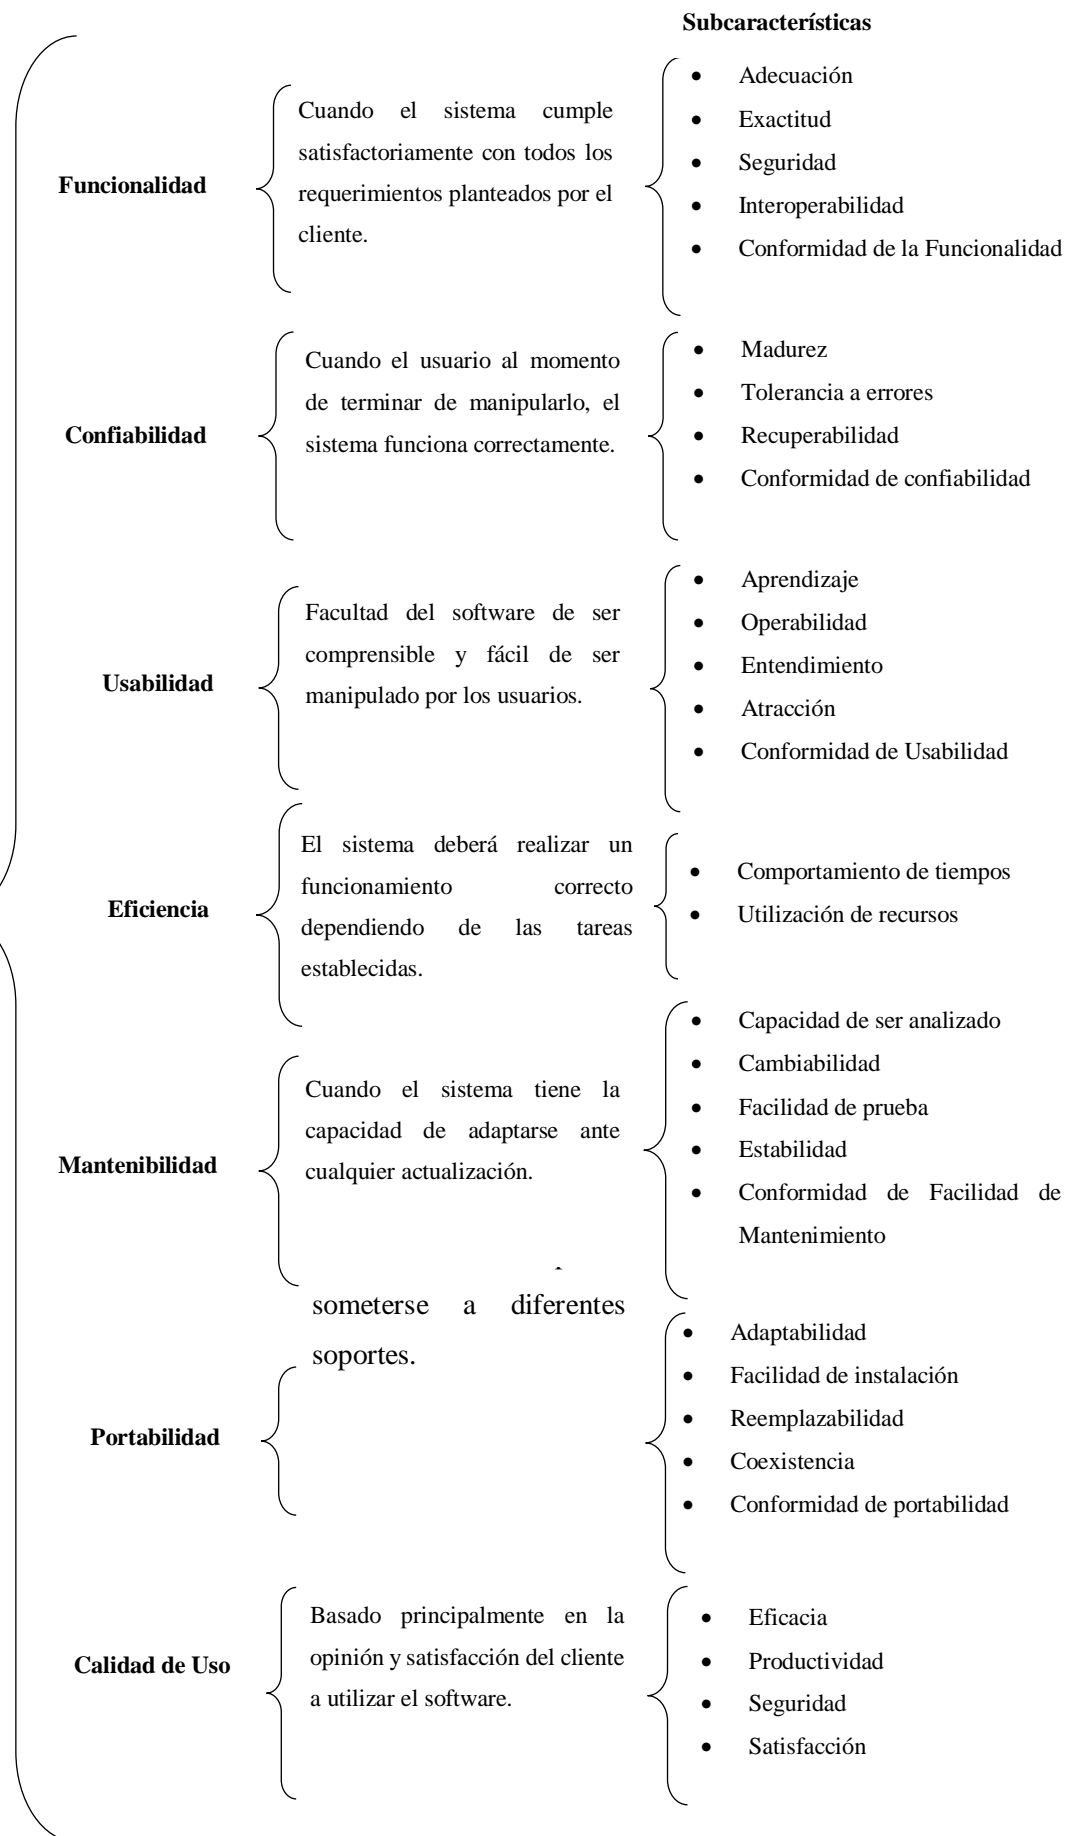 Subcaracterísticas
Funcionalidad
Cuando el sistema cumple
satisfactoriamente con todos los
requerimientos planteados por el
cliente.
• Adecuación
• Exactitud
• Seguridad
• Interoperabilidad
• Conformidad de la Funcionalidad
Confiabilidad
Cuando el usuario al momento
de terminar de manipularlo, el
sistema funciona correctamente.
• Madurez
• Tolerancia a errores
• Recuperabilidad
• Conformidad de confiabilidad
Usabilidad
Facultad del software de ser
comprensible y fácil de ser
manipulado por los usuarios.
• Aprendizaje
• Operabilidad
• Entendimiento
• Atracción
• Conformidad de Usabilidad
Eficiencia
El sistema deberá realizar un
funcionamiento correcto
dependiendo de las tareas
establecidas.
• Comportamiento de tiempos
• Utilización de recursos
Mantenibilidad
Cuando el sistema tiene la
capacidad de adaptarse ante
cualquier actualización.
• Capacidad de ser analizado
• Cambiabilidad
• Facilidad de prueba
• Estabilidad
• Conformidad de Facilidad de
Mantenimiento
Portabilidad
someterse a diferentes
soportes.
• Adaptabilidad
• Facilidad de instalación
• Reemplazabilidad
• Coexistencia
• Conformidad de portabilidad
Calidad de Uso
Basado principalmente en la
opinión y satisfacción del cliente
a utilizar el software.
• Eficacia
• Productividad
• Seguridad
• Satisfacción